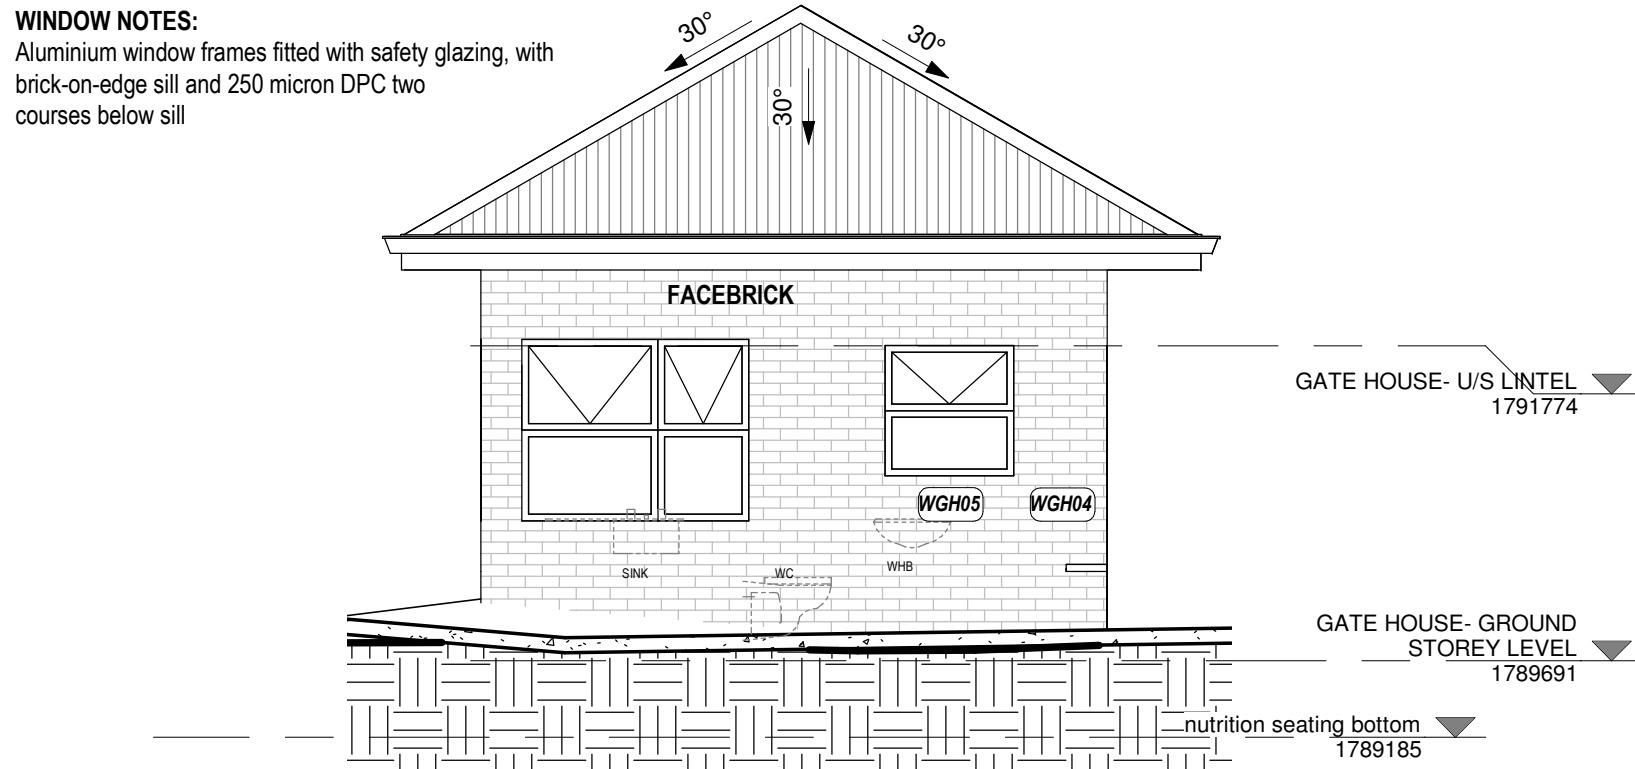 WINDOW NOTES:
Aluminium window frames fitted with safety glazing, with
brick-on-edge sill and 250 micron DPC two
courses below sill
30°
30°
30°
FACEBRICK
GATE HOUSE- U/S LINTEL
1791774
WGH05
WGH04
SINK
WC
WHB
GATE HOUSE- GROUND
STOREY LEVEL
1789691
nutrition seating bottom
1789185